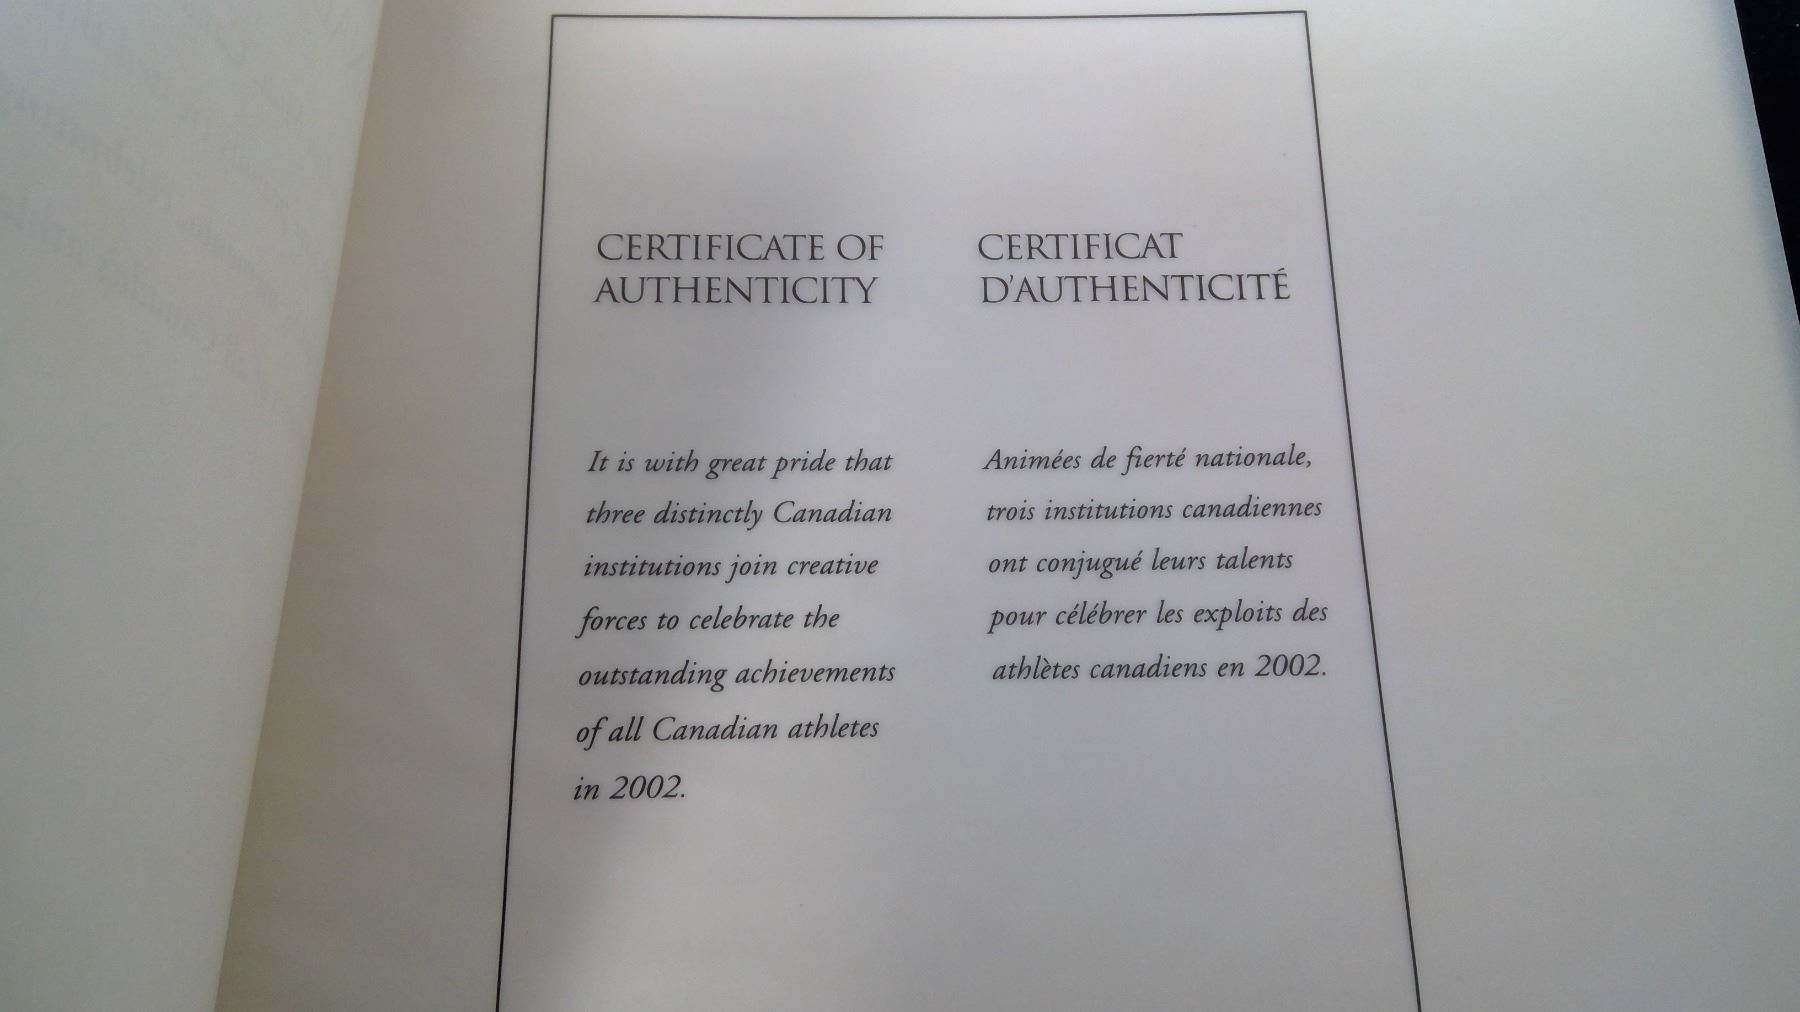 CERTIFICATE OF
AUTHENTICITY
It is with great pride that
three distinctly Canadian
institutions join creative
forces to celebrate the
outstanding achievements
of all Canadian athletes
in 2002.
CERTIFICAT
D'AUTHENTICITÉ
Animées de fierté nationale,
trois institutions canadiennes
ont conjugué leurs talents
pour célébrer les exploits des
athlètes canadiens en 2002.